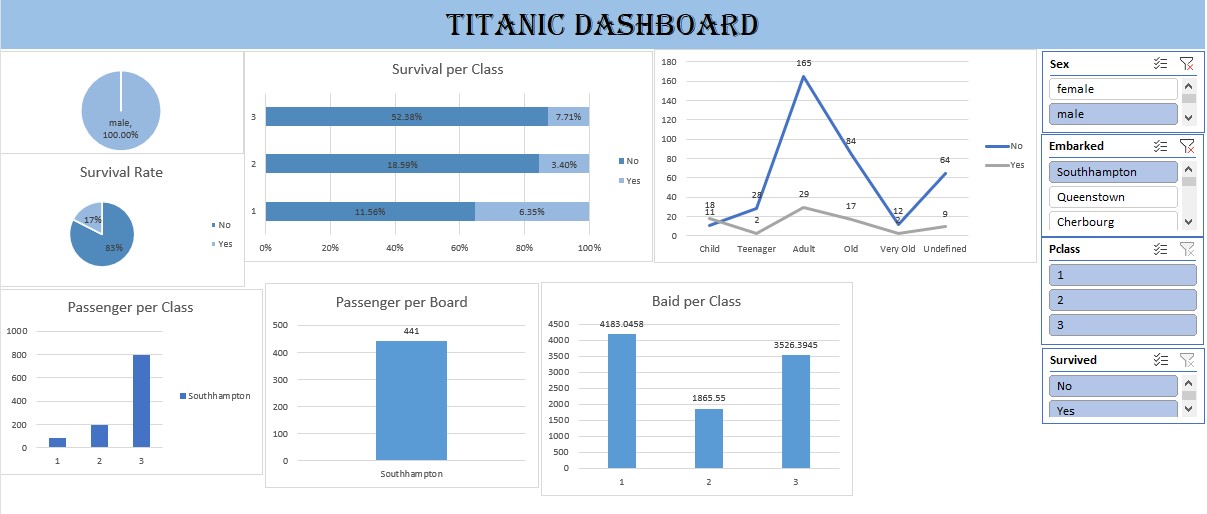 TITANIC DASHBOARD
male,
100.00%
Survival Rate
17%
83%
No
Yes
Survival per Class
3
52.38%
7.71%
2
18.59%
3.40%
1
11.56%
6.35%
0%
20%
40%
60%
80%
100%
No
Yes
180
160
140
120
100
80
60
40
20
0
165
84
64
28
29
18
11
2
17
12
2
9
Child
Teenager
Adult
Old
Very Old
Undefined
No
Yes
Sex
female
male
Embarked
Southhampton
Queenstown
Cherbourg
Pclass
1
2
3
Survived
No
Yes
Passenger per Class
1000
800
600
400
200
0
1
2
3
Southhampton
Passenger per Board
500
400
300
200
100
0
441
Southhampton
Baid per Class
4500
4000
3500
3000
2500
2000
1500
1000
500
0
4183.0458
1865.55
3526.3945
1
2
3